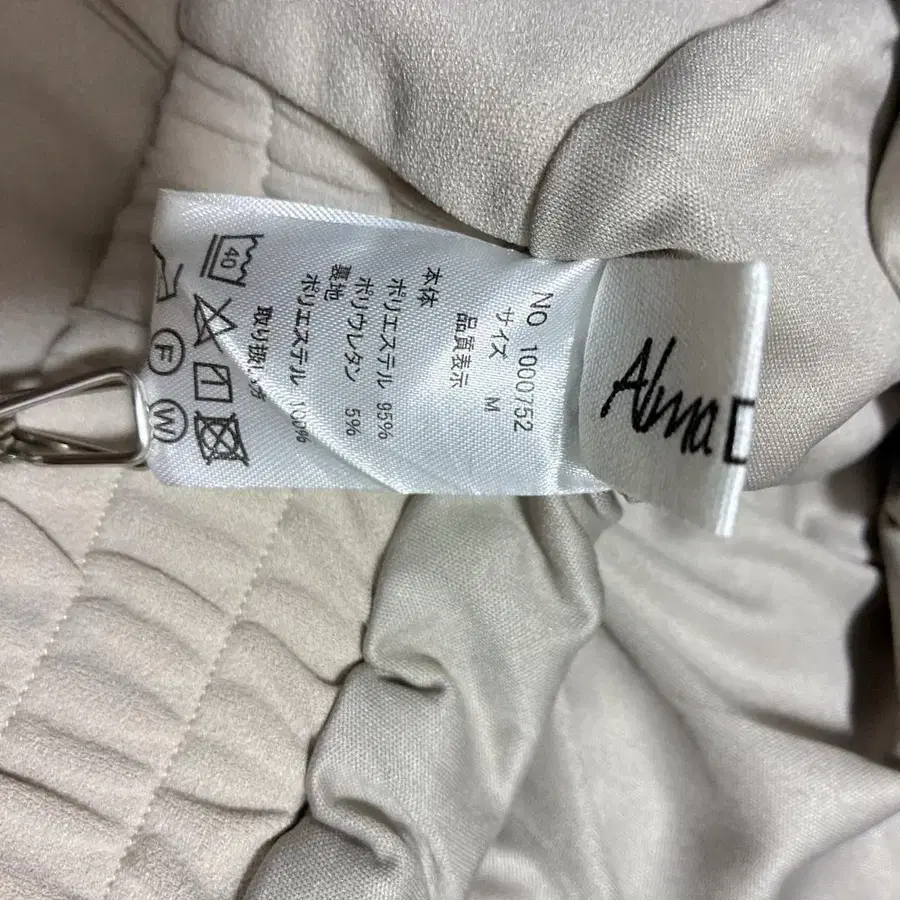 NO 1000752
サイズ M
品質表示
本体
ポリエステル 95%
ポリウレタン 5%
裏地
ポリエステル 100%
40
F
W
Alma